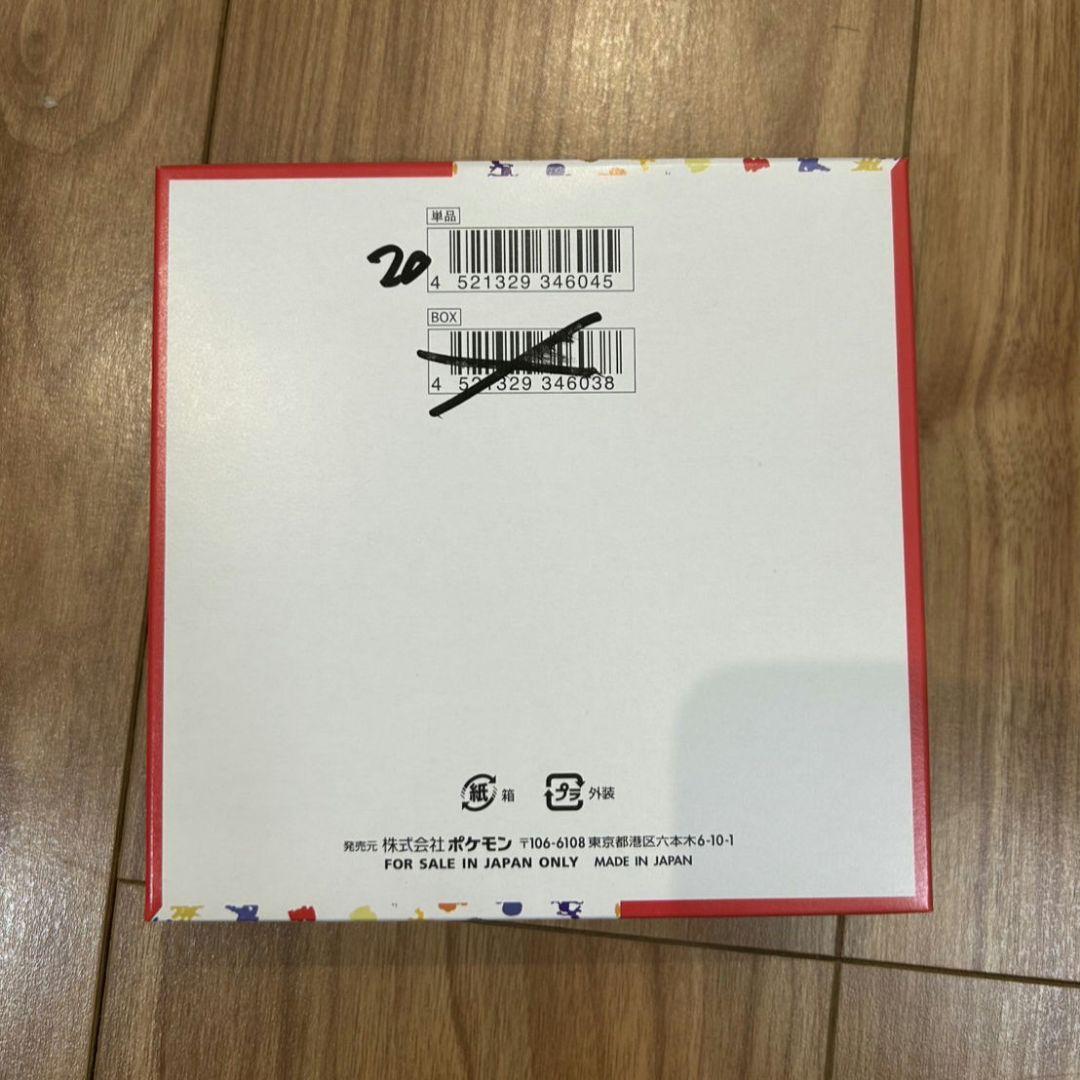 単品
20
4 521329 346045
BOX
4 521329 346038
紙 箱 プラ 外装
発売元 株式会社 ポケモン 〒106-6108 東京都港区六本木6-10-1
FOR SALE IN JAPAN ONLY MADE IN JAPAN